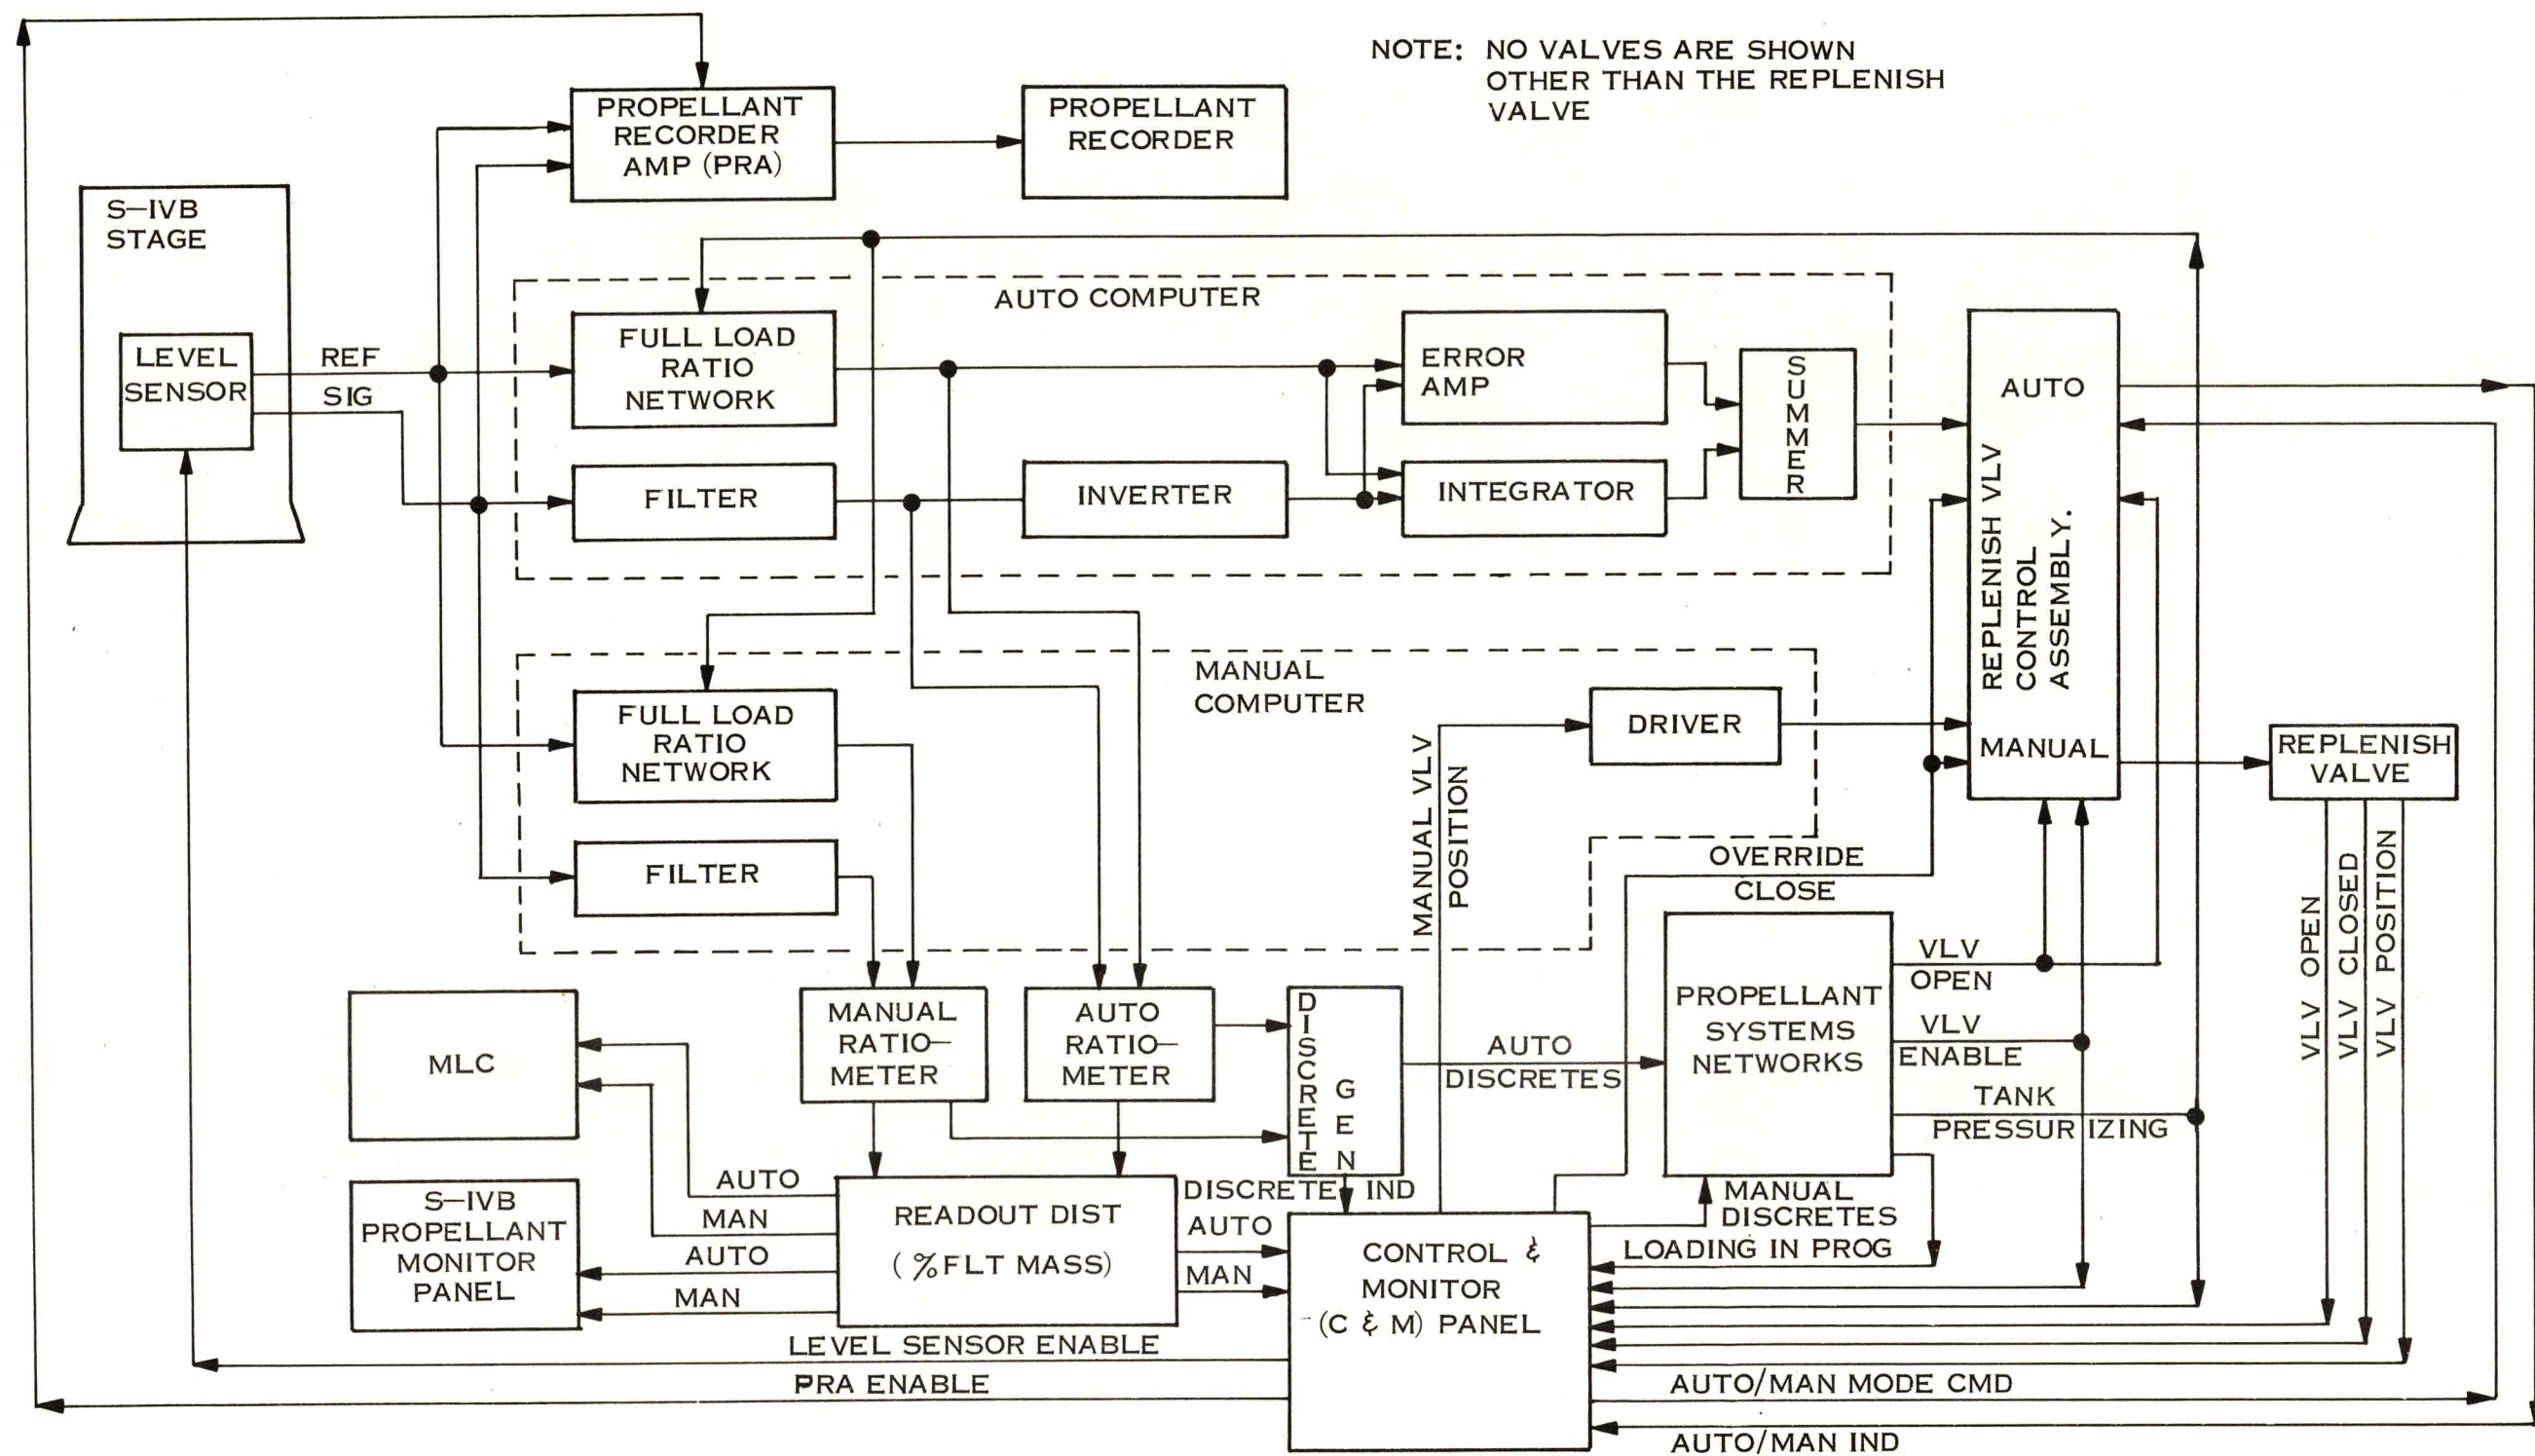 NOTE: NO VALVES ARE SHOWN
OTHER THAN THE REPLENISH
VALVE
PROPELLANT
RECORDER
AMP (PRA)
PROPELLANT
RECORDER
S-IVB
STAGE
LEVEL
SENSOR
REF
SIG
AUTO COMPUTER
FULL LOAD
RATIO
NETWORK
FILTER
INVERTER
ERROR
AMP
INTEGRATOR
SUMMER
AUTO
REPLENISH VLV
CONTROL
ASSEMBLY.
MANUAL
MANUAL
COMPUTER
FULL LOAD
RATIO
NETWORK
FILTER
DRIVER
MANUAL VLV
POSITION
OVERRIDE
CLOSE
REPLENISH
VALVE
VLV OPEN
VLV CLOSED
VLV POSITION
MLC
MANUAL
RATIO-
METER
AUTO
RATIO-
METER
DISCRETE
GEN
AUTO
DISCRETES
PROPELLANT
SYSTEMS
NETWORKS
VLV
OPEN
VLV
ENABLE
TANK
PRESSURIZING
S-IVB
PROPELLANT
MONITOR
PANEL
AUTO
MAN
AUTO
MAN
READOUT DIST
(%FLT MASS)
DISCRETE IND
AUTO
MAN
CONTROL &
MONITOR
(C & M) PANEL
MANUAL
DISCRETES
LOADING IN PROG
LEVEL SENSOR ENABLE
PRA ENABLE
AUTO/MAN MODE CMD
AUTO/MAN IND